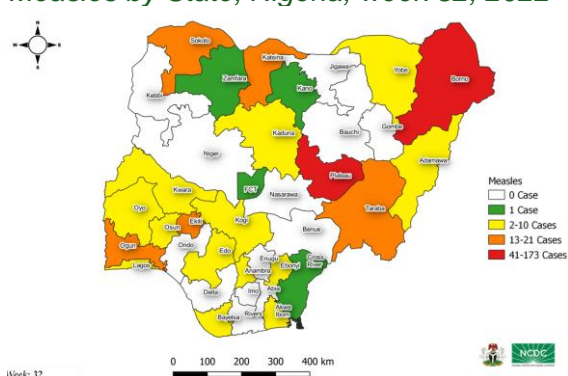 Measles by State, Nigeria, week 32, 2022
N
W
E
S
Sokoto
Katsina
Zamfara
Kano
Jigawa
Yobe
Borno
Kebbi
Kaduna
Bauchi
Gombe
Adamawa
Niger
Plateau
FCT
Nasarawa
Taraba
Kwara
Oyo
Osun
Ekiti
Kogi
Benue
Ogun
Ondo
Edo
Enugu
Ebonyi
Cross
River
Lagos
Anambra
Delta
Imo
Abia
Akwa
Ibom
Bayelsa
Rivers
Measles
0 Case
1 Case
2-10 Cases
13-21 Cases
41-173 Cases
0 100 200 300 400 km
NCDC
Week: 32